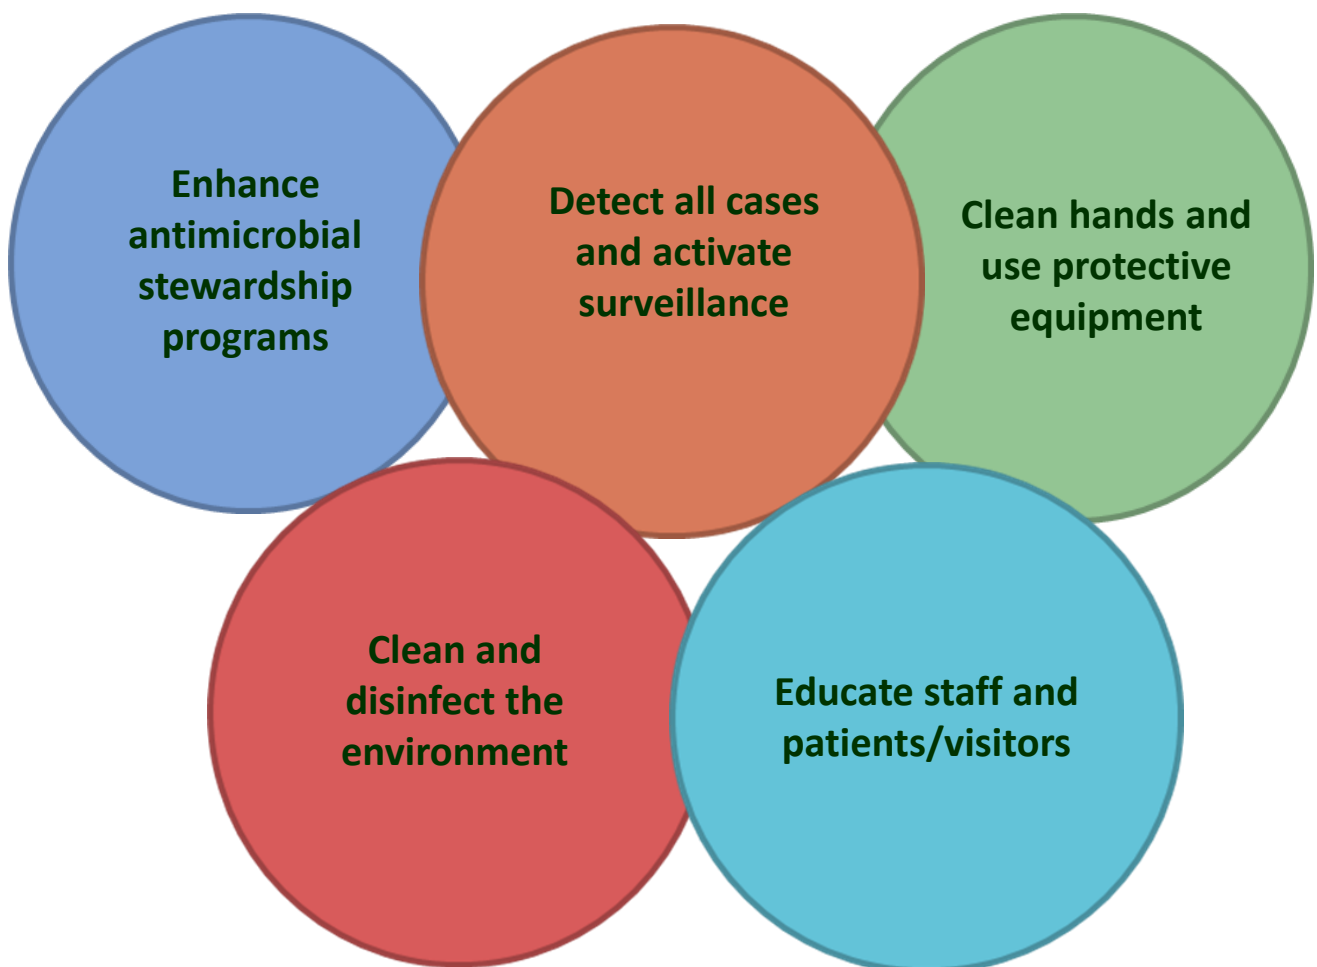 Enhance
antimicrobial
stewardship
programs
Detect all cases
and activate
surveillance
Clean hands and
use protective
equipment
Clean and
disinfect the
environment
Educate staff and
patients/visitors